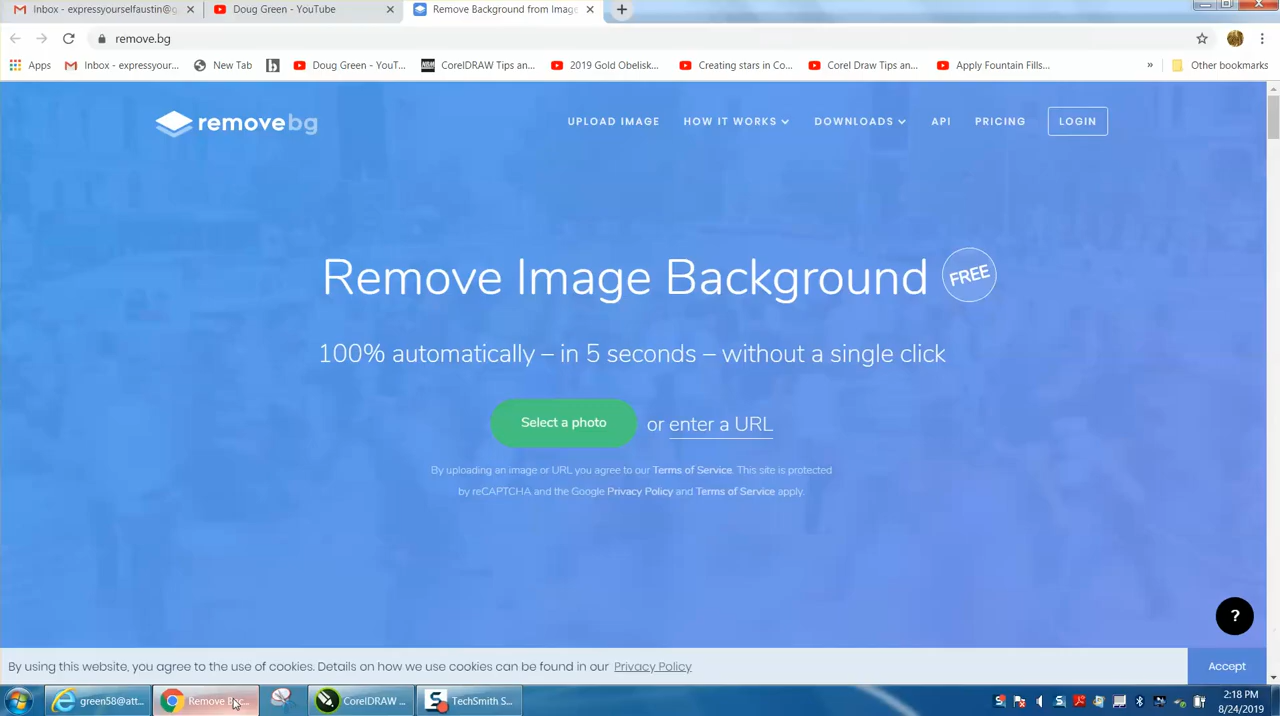 Inbox - expressyourselfaustin@g
Doug Green - YouTube
Remove Background from Image
remove.bg
Apps
Inbox - expressyour...
New Tab
Doug Green - YouT...
CorelDRAW Tips an...
2019 Gold Obelisk...
Creating stars in Co...
Corel Draw Tips an...
Apply Fountain Fills...
»
Other bookmarks
removebg
UPLOAD IMAGE
HOW IT WORKS
DOWNLOADS
API
PRICING
LOGIN
Remove Image Background
FREE
100% automatically – in 5 seconds – without a single click
Select a photo
or enter a URL
By uploading an image or URL you agree to our Terms of Service. This site is protected
by reCAPTCHA and the Google Privacy Policy and Terms of Service apply.
?
By using this website, you agree to the use of cookies. Details on how we use cookies can be found in our Privacy Policy
Accept
green58@att...
Remove
CorelDRAW ...
TechSmith S...
2:18 PM
8/24/2019